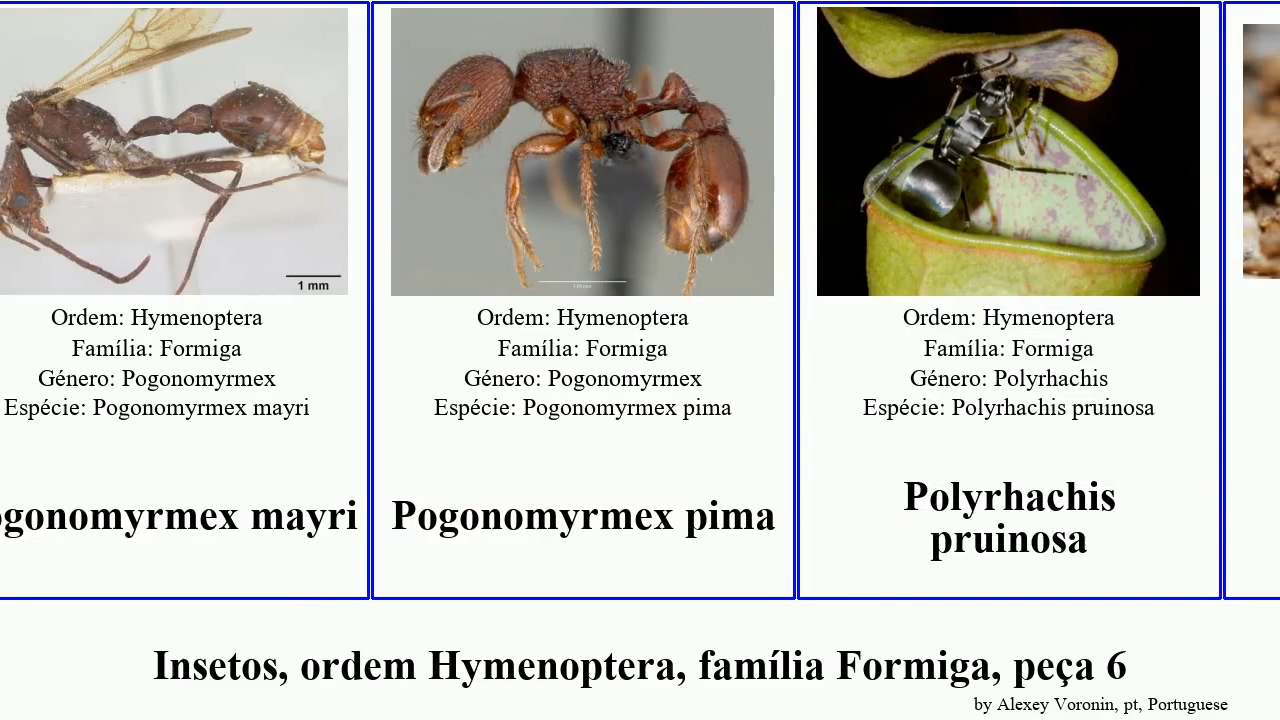 1 mm
Ordem: Hymenoptera
Família: Formiga
Género: Pogonomyrmex
Espécie: Pogonomyrmex mayri
ogonomyrmex mayri
Ordem: Hymenoptera
Família: Formiga
Género: Pogonomyrmex
Espécie: Pogonomyrmex pima
Pogonomyrmex pima
Ordem: Hymenoptera
Família: Formiga
Género: Polyrhachis
Espécie: Polyrhachis pruinosa
Polyrhachis
pruinosa
Insetos, ordem Hymenoptera, família Formiga, peça 6
by Alexey Voronin, pt, Portuguese